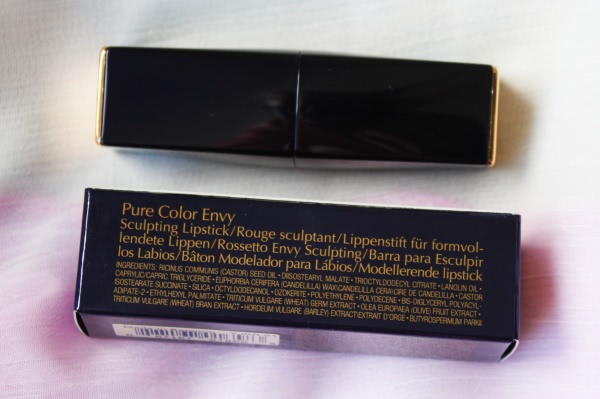 Pure Color Envy
Sculpting Lipstick/Rouge sculptant/Lippenstift für formvol-
lendete Lippen/Rossetto Envy Sculpting/Barra para Esculpir
los Labios/Bâton Modelador para Lábios/Modellerende lipstick
INGREDIENTS: RICINUS COMMUNIS (CASTOR) SEED OIL • DIISOSTEARYL MALATE • TRIOCTYLDODECYL CITRATE • LANOLIN OIL •
CAPRYLIC/CAPRIC TRIGLYCERIDE • EUPHORBIA CERIFERA (CANDELILLA) WAX\CANDELILLA CERA\CIRE DE CANDELILLA • CASTOR
ISOSTEARATE SUCCINATE • SILICA • OCTYLDODECANOL • OZOKERITE • POLYETHYLENE • POLYDECENE • BIS-DIGLYCERYL POLYACYL-
ADIPATE-2 • ETHYLHEXYL PALMITATE • TRITICUM VULGARE (WHEAT) GERM EXTRACT • OLEA EUROPAEA (OLIVE) FRUIT EXTRACT •
TRITICUM VULGARE (WHEAT) BRAN EXTRACT • HORDEUM VULGARE (BARLEY) EXTRACT\EXTRAIT D'ORGE • BUTYROSPERMUM PARKII